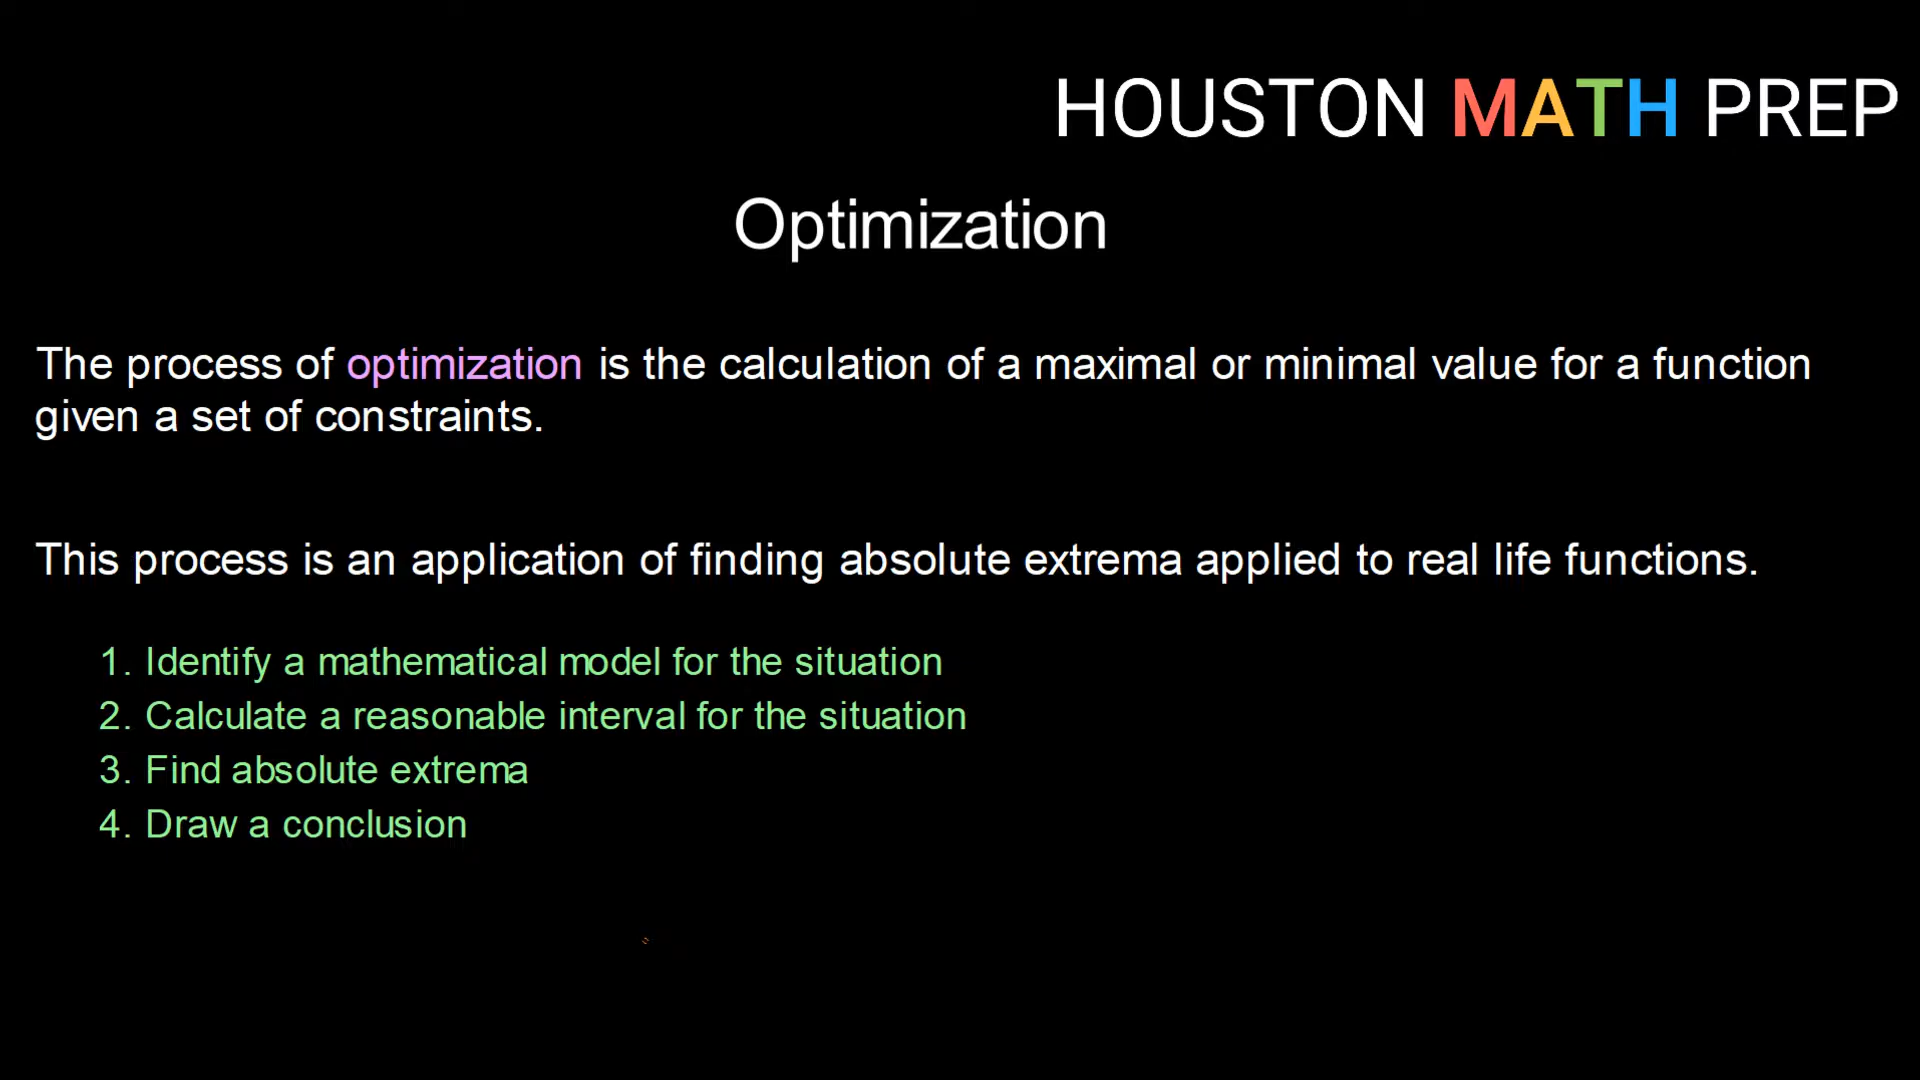 HOUSTON MATH PREP
Optimization
The process of optimization is the calculation of a maximal or minimal value for a function
given a set of constraints.
This process is an application of finding absolute extrema applied to real life functions.
1. Identify a mathematical model for the situation
2. Calculate a reasonable interval for the situation
3. Find absolute extrema
4. Draw a conclusion